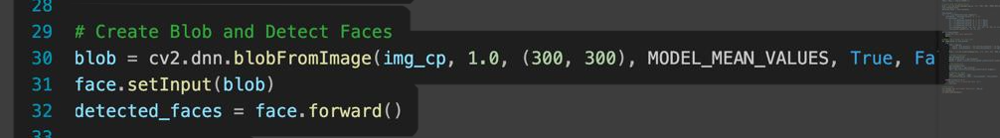 28
29 # Create Blob and Detect Faces
30 blob = cv2.dnn.blobFromImage(img_cp, 1.0, (300, 300), MODEL_MEAN_VALUES, True, Fa
31 face.setInput(blob)
32 detected_faces = face.forward()
33